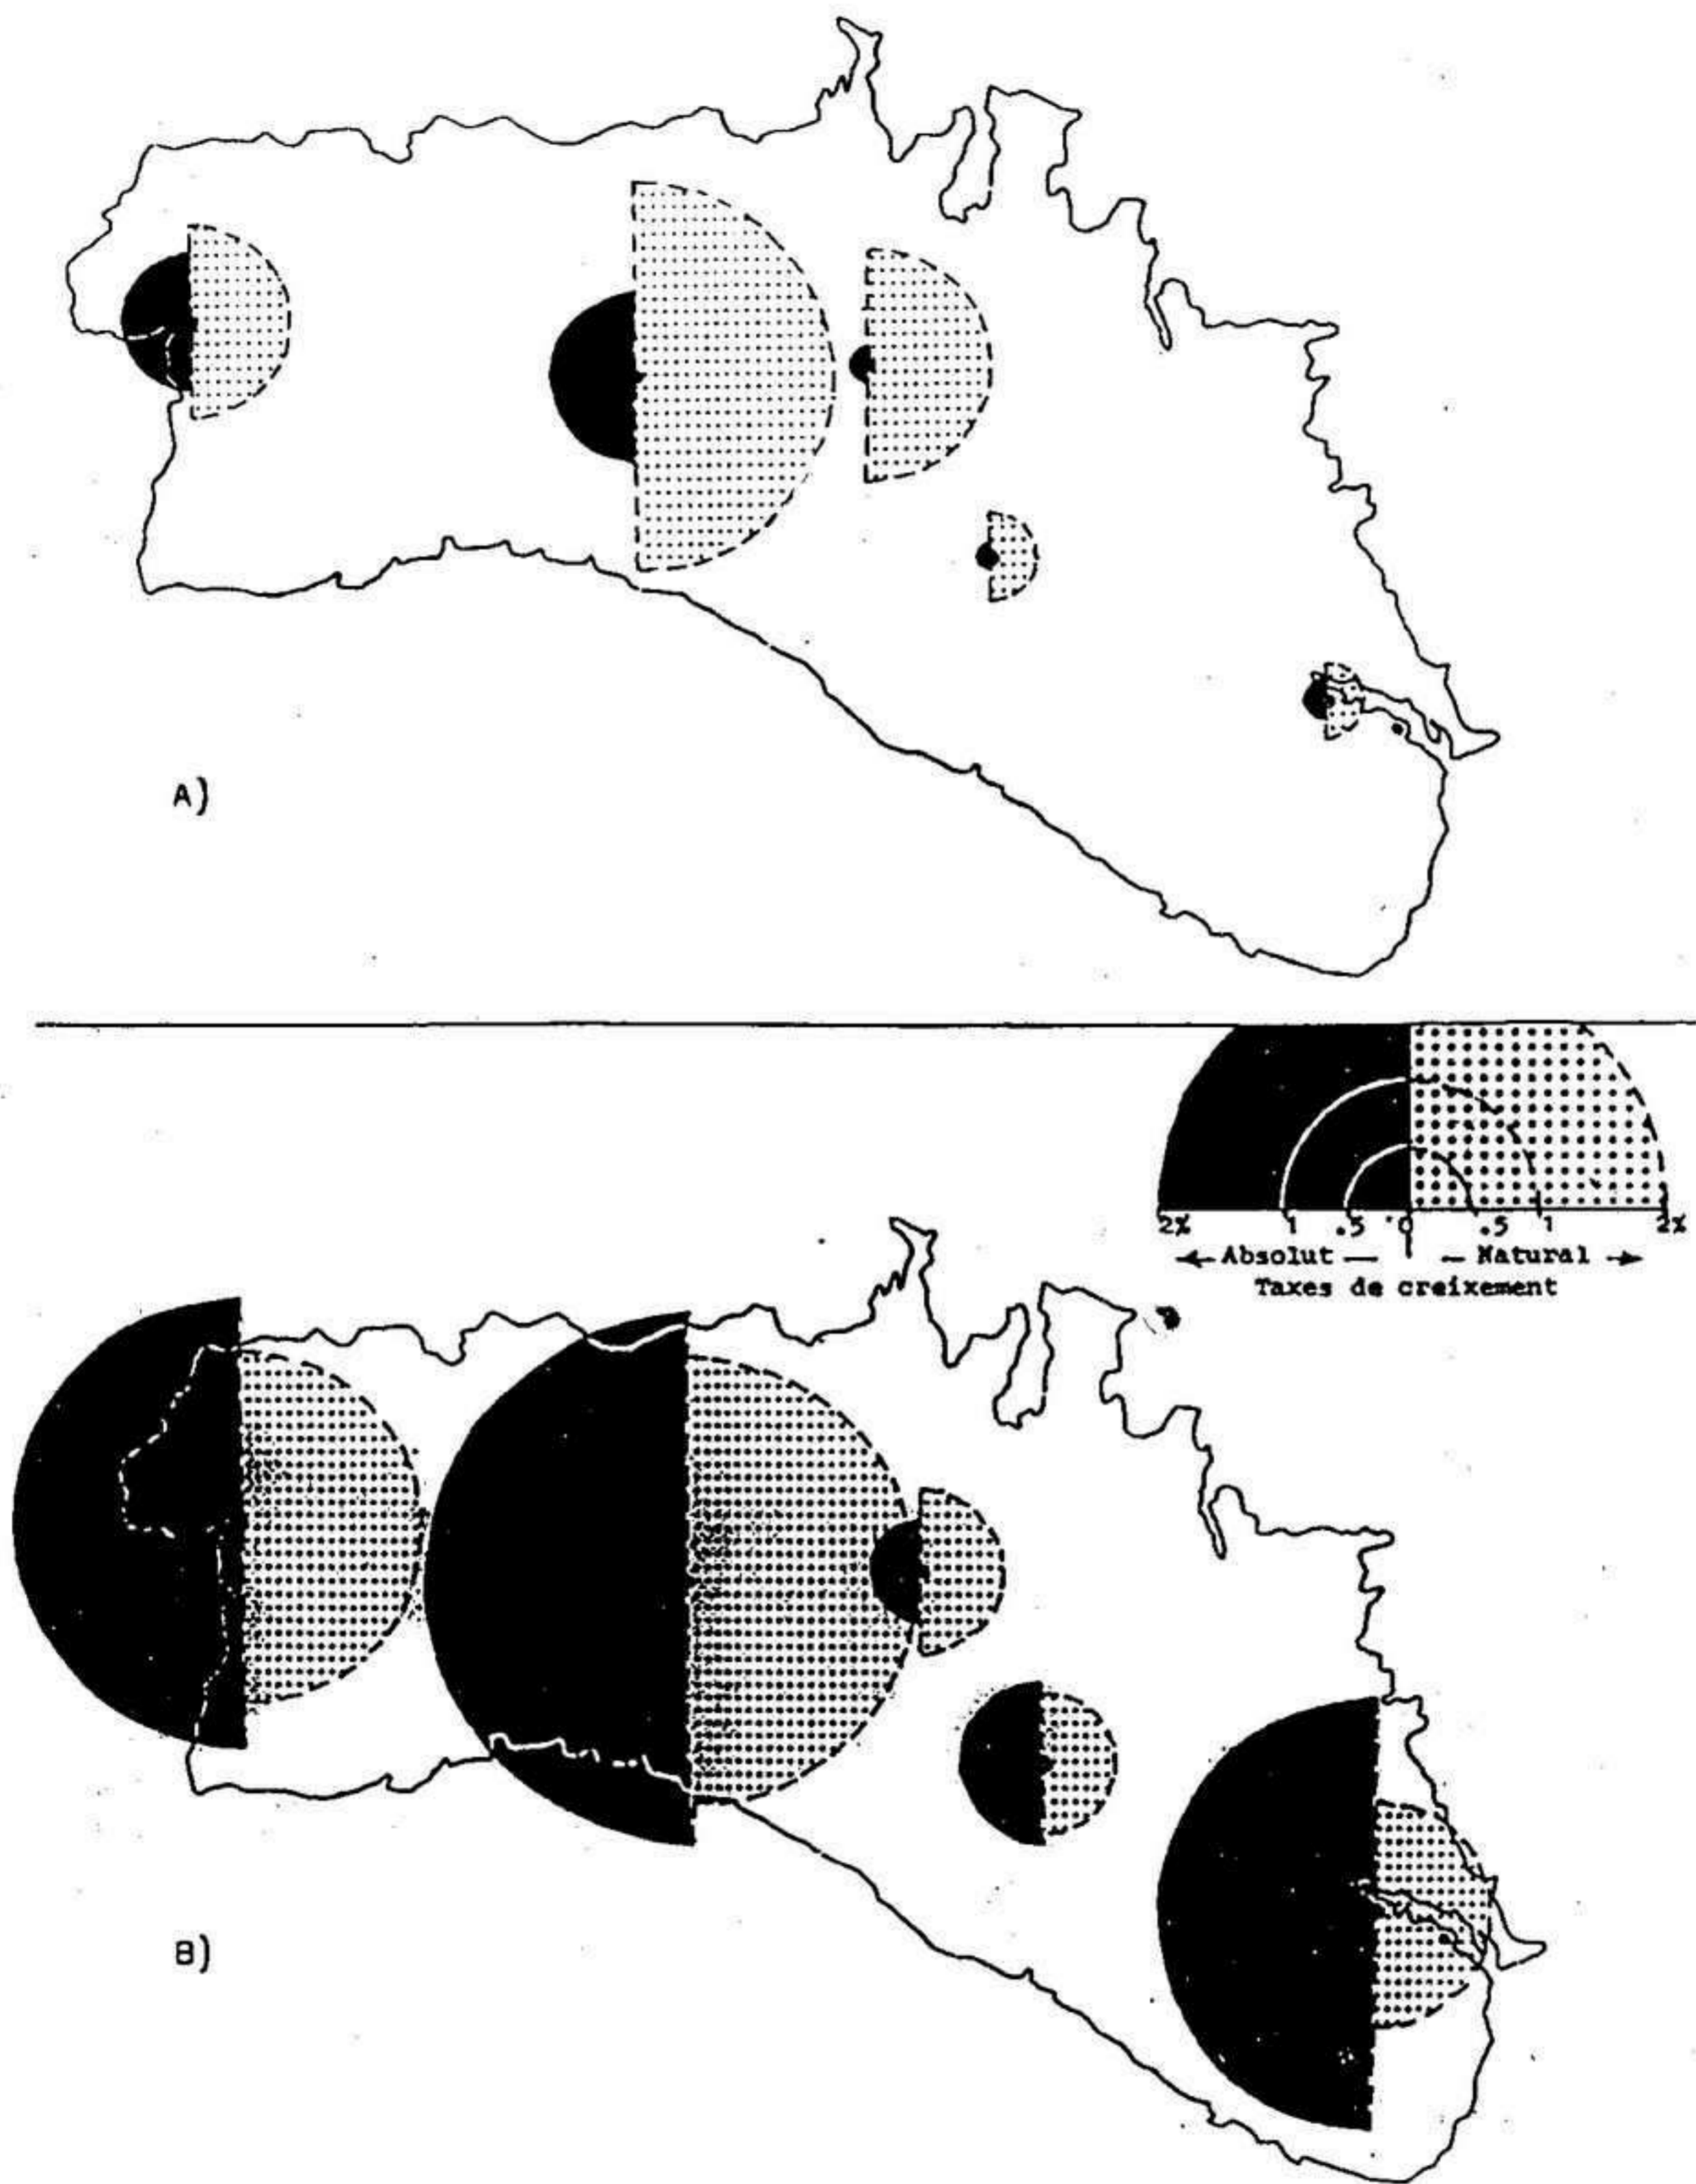 A)
2% 1 .5 0 .5 1 2%
Absolut Natural
Taxes de creixement
B)